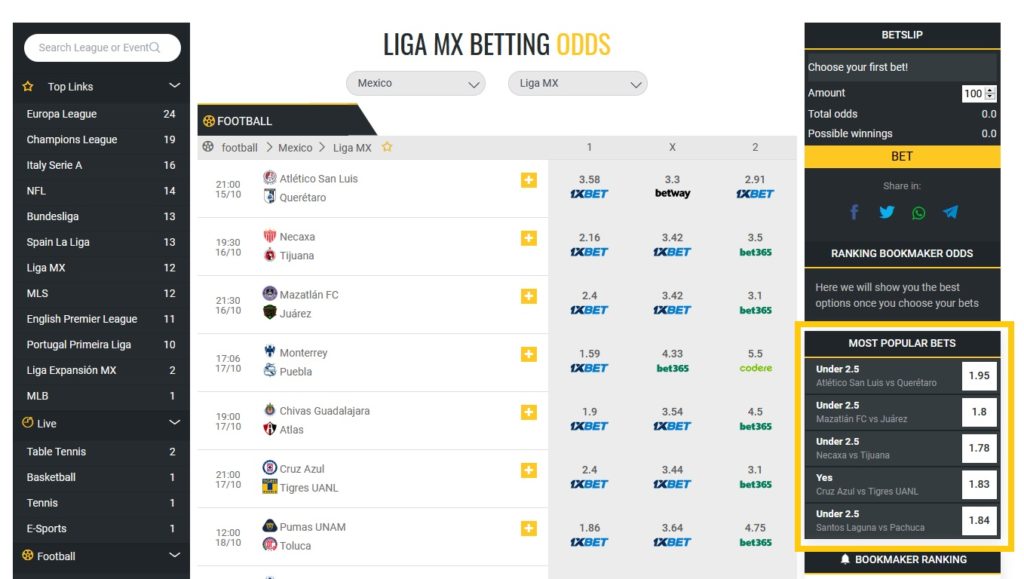 Search League or Event
Top Links
Europa League 24
Champions League 19
Italy Serie A 16
NFL 14
Bundesliga 13
Spain La Liga 13
Liga MX 12
MLS 12
English Premier League 11
Portugal Primeira Liga 10
Liga Expansión MX 2
MLB 1
Live
Table Tennis 2
Basketball 1
Tennis 1
E-Sports 1
Football
LIGA MX BETTING ODDS
Mexico Liga MX
FOOTBALL
football > Mexico > Liga MX 1 X 2
21:00 Atlético San Luis 3.58 3.3 2.91
15/10 Querétaro 1XBET betway 1XBET
19:30 Necaxa 2.16 3.42 3.5
16/10 Tijuana 1XBET 1XBET bet365
21:30 Mazatlán FC 2.4 3.42 3.1
16/10 Juárez 1XBET 1XBET bet365
17:06 Monterrey 1.59 4.33 5.5
17/10 Puebla 1XBET bet365 codere
19:00 Chivas Guadalajara 1.9 3.54 4.5
17/10 Atlas 1XBET 1XBET bet365
21:00 Cruz Azul 2.4 3.44 3.1
17/10 Tigres UANL 1XBET 1XBET bet365
12:00 Pumas UNAM 1.86 3.64 4.75
18/10 Toluca 1XBET 1XBET bet365
BETSLIP
Choose your first bet!
Amount 100
Total odds 0.0
Possible winnings 0.0
BET
Share in:
RANKING BOOKMAKER ODDS
Here we will show you the best
options once you choose your bets
MOST POPULAR BETS
Under 2.5
Atlético San Luis vs Querétaro 1.95
Under 2.5
Mazatlán FC vs Juárez 1.8
Under 2.5
Necaxa vs Tijuana 1.78
Yes
Cruz Azul vs Tigres UANL 1.83
Under 2.5
Santos Laguna vs Pachuca 1.84
BOOKMAKER RANKING